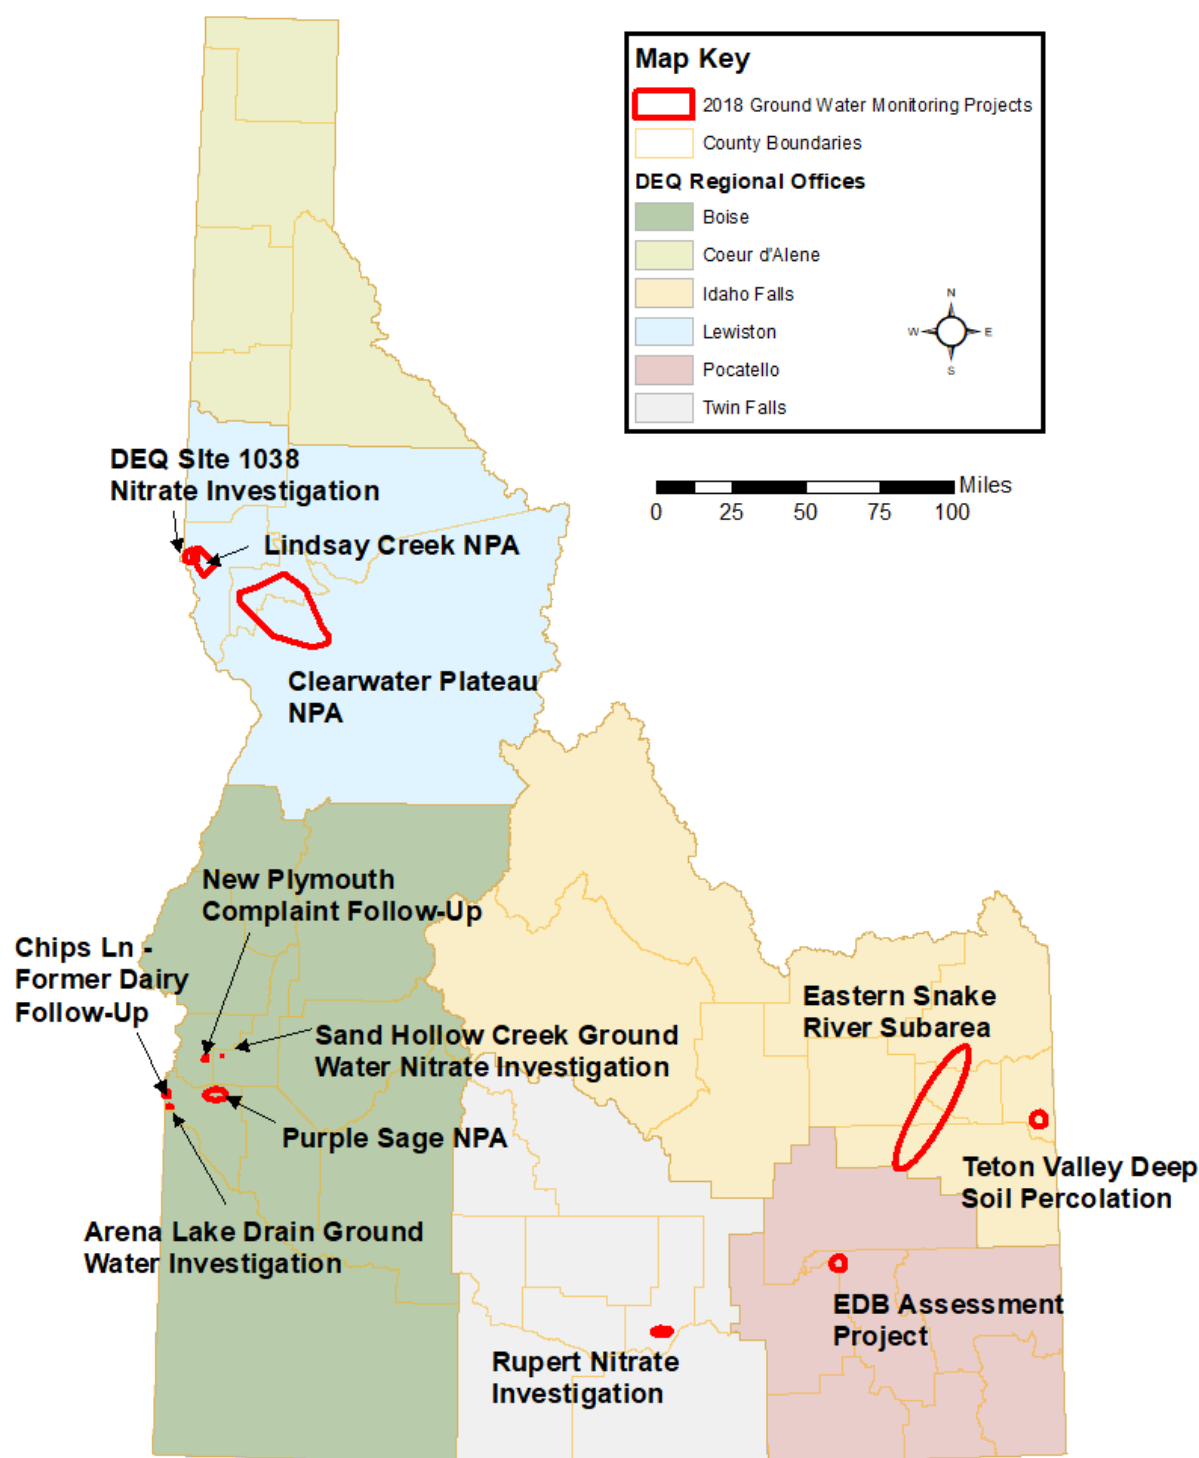 Map Key
2018 Ground Water Monitoring Projects
County Boundaries
DEQ Regional Offices
Boise
Coeur d'Alene
Idaho Falls
Lewiston
Pocatello
Twin Falls
N
W
E
S
Miles
0
25
50
75
100
DEQ SIte 1038
Nitrate Investigation
Lindsay Creek NPA
Clearwater Plateau
NPA
New Plymouth
Complaint Follow-Up
Chips Ln -
Former Dairy
Follow-Up
Sand Hollow Creek Ground
Water Nitrate Investigation
Purple Sage NPA
Arena Lake Drain Ground
Water Investigation
Eastern Snake
River Subarea
Teton Valley Deep
Soil Percolation
EDB Assessment
Project
Rupert Nitrate
Investigation